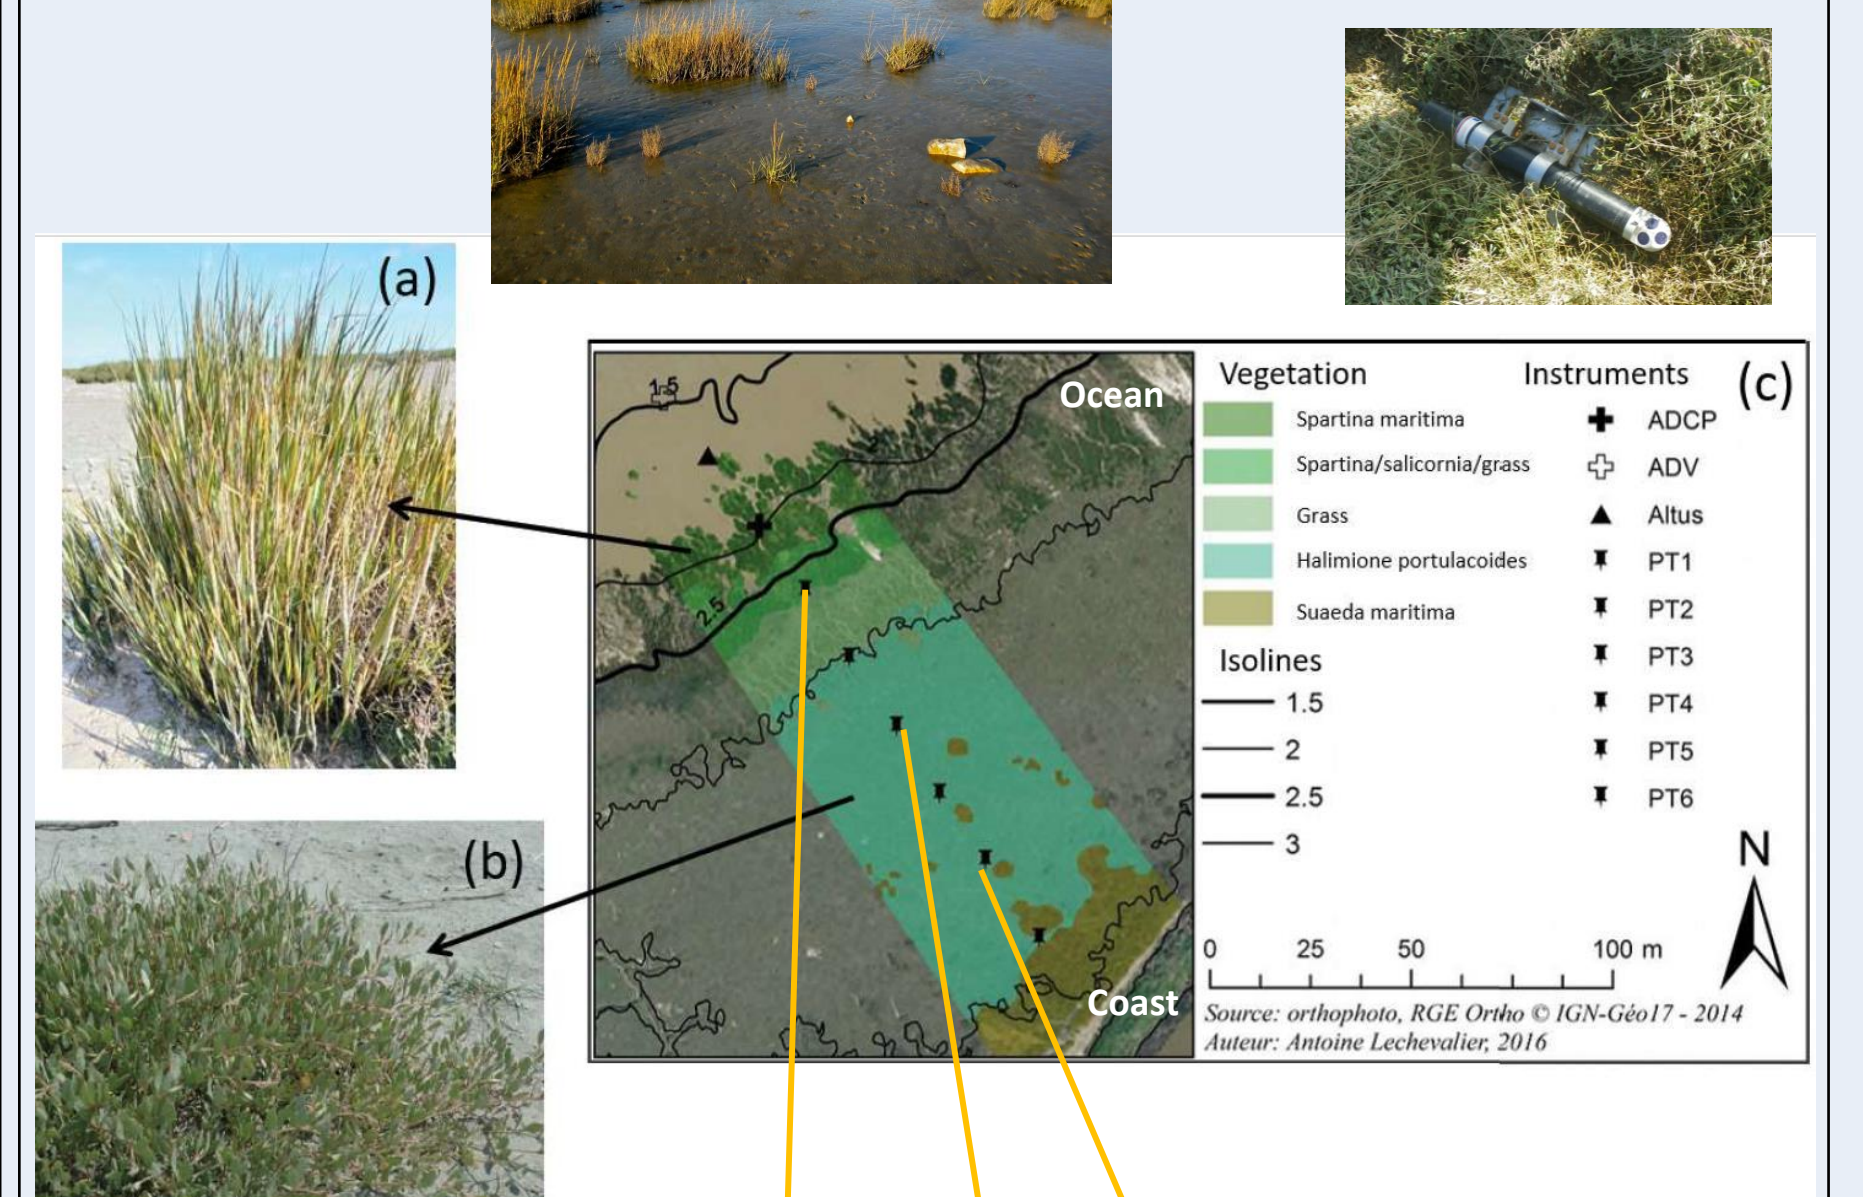 (a)
(b)
(c)
1.5
2
2.5
Ocean
Coast
Vegetation
Spartina maritima
Spartina/salicornia/grass
Grass
Halimione portulacoides
Suaeda maritima
Isolines
1.5
2
2.5
3
Instruments
ADCP
ADV
Altus
PT1
PT2
PT3
PT4
PT5
PT6
N
0 25 50 100 m
Source: orthophoto, RGE Ortho © IGN-Géo17 - 2014
Auteur: Antoine Lechevalier, 2016